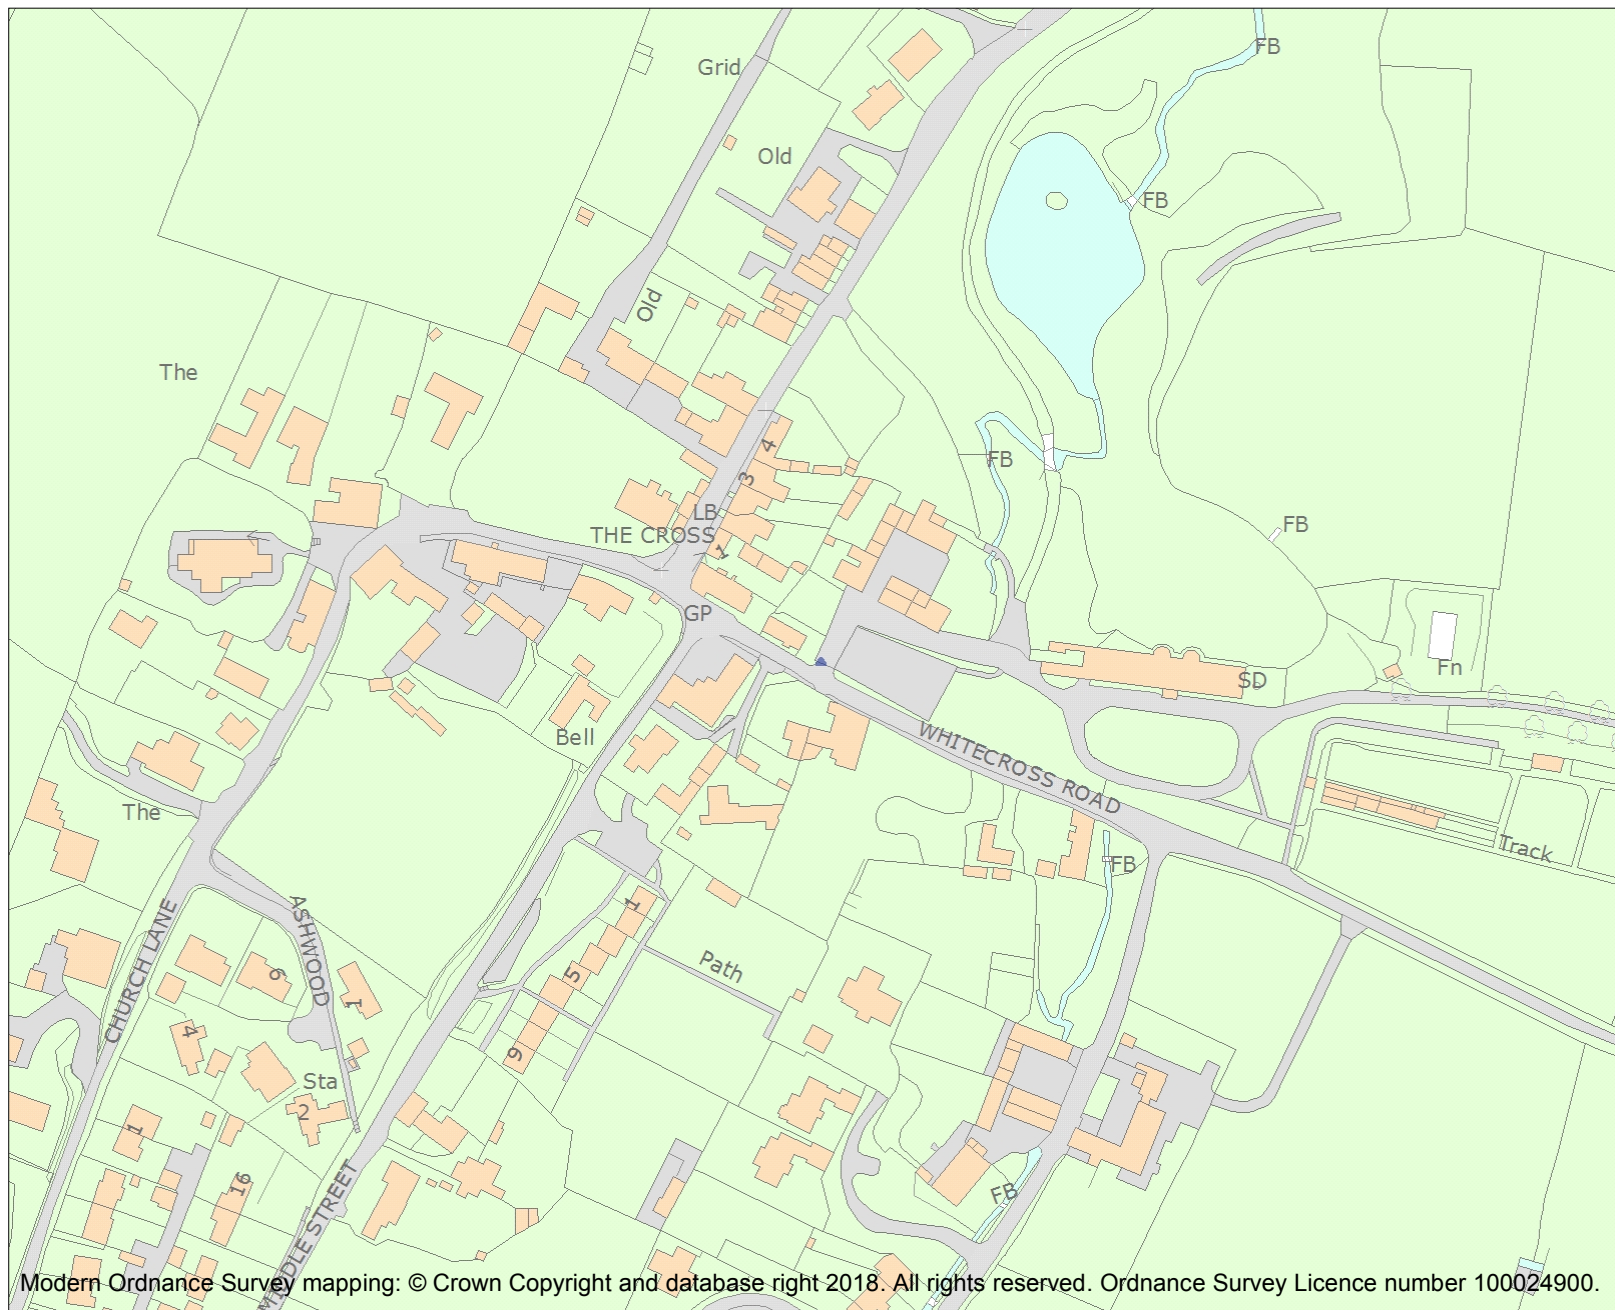 FB
Grid
Old
FB
Old
The
4
FB
3
LB
FB
THE CROSS
1
GP
Fn
SD
Bell
WHITECROSS ROAD
The
Track
FB
1
ASHWOOD
CHURCH LANE
Path
6
5
1
4
9
Sta
2
1
16
FB
MIDDLE STREET
Modern Ordnance Survey mapping: © Crown Copyright and database right 2018. All rights reserved. Ordnance Survey Licence number 100024900.